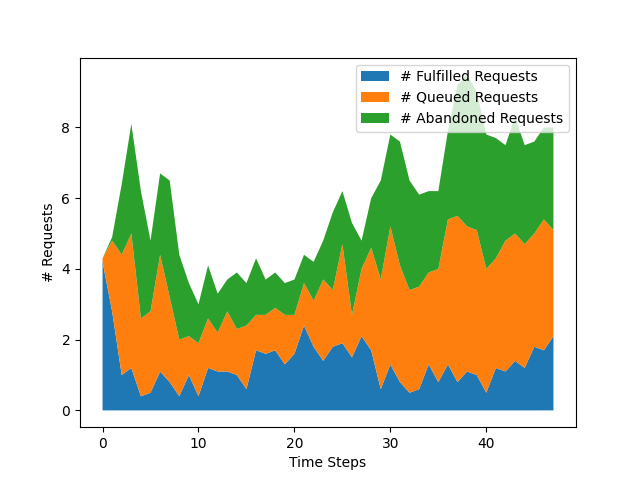 # Fulfilled Requests
# Queued Requests
# Abandoned Requests
# Requests
8
6
4
2
0
0 10 20 30 40
Time Steps